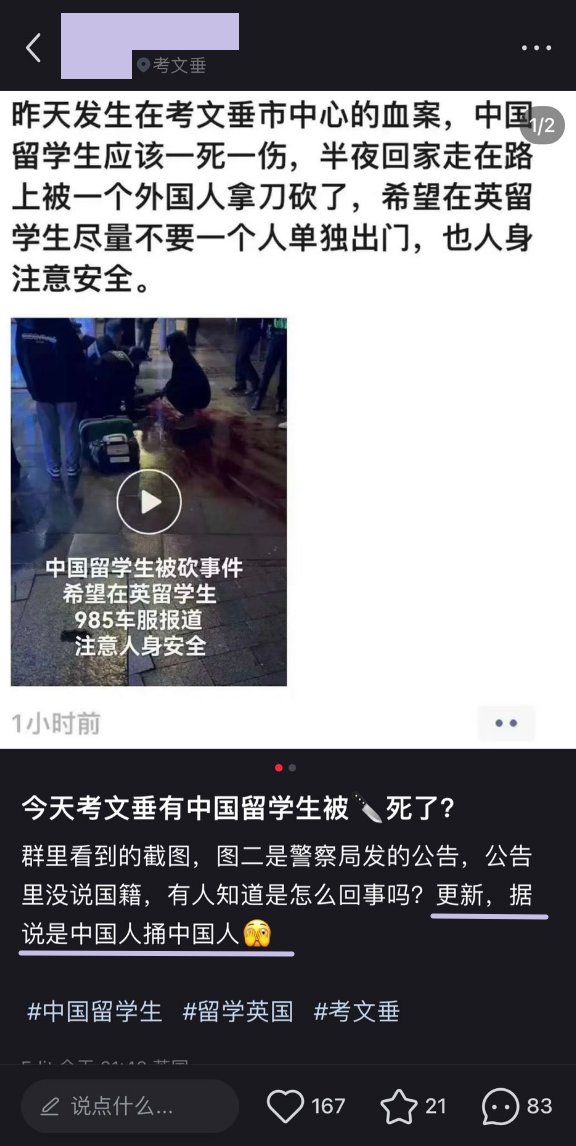 考文垂
1/2
昨天发生在考文垂市中心的血案，中国
留学生应该一死一伤，半夜回家走在路
上被一个外国人拿刀砍了，希望在英留
学生尽量不要一个人单独出门，也人身
注意安全。
中国留学生被砍事件
希望在英留学生
985车服报道
注意人身安全
1小时前
今天考文垂有中国留学生被🔪死了?
群里看到的截图，图二是警察局发的公告，公告
里没说国籍，有人知道是怎么回事吗？更新，据
说是中国人捅中国人🫣
#中国留学生 #留学英国 #考文垂
说点什么... 167 21 83